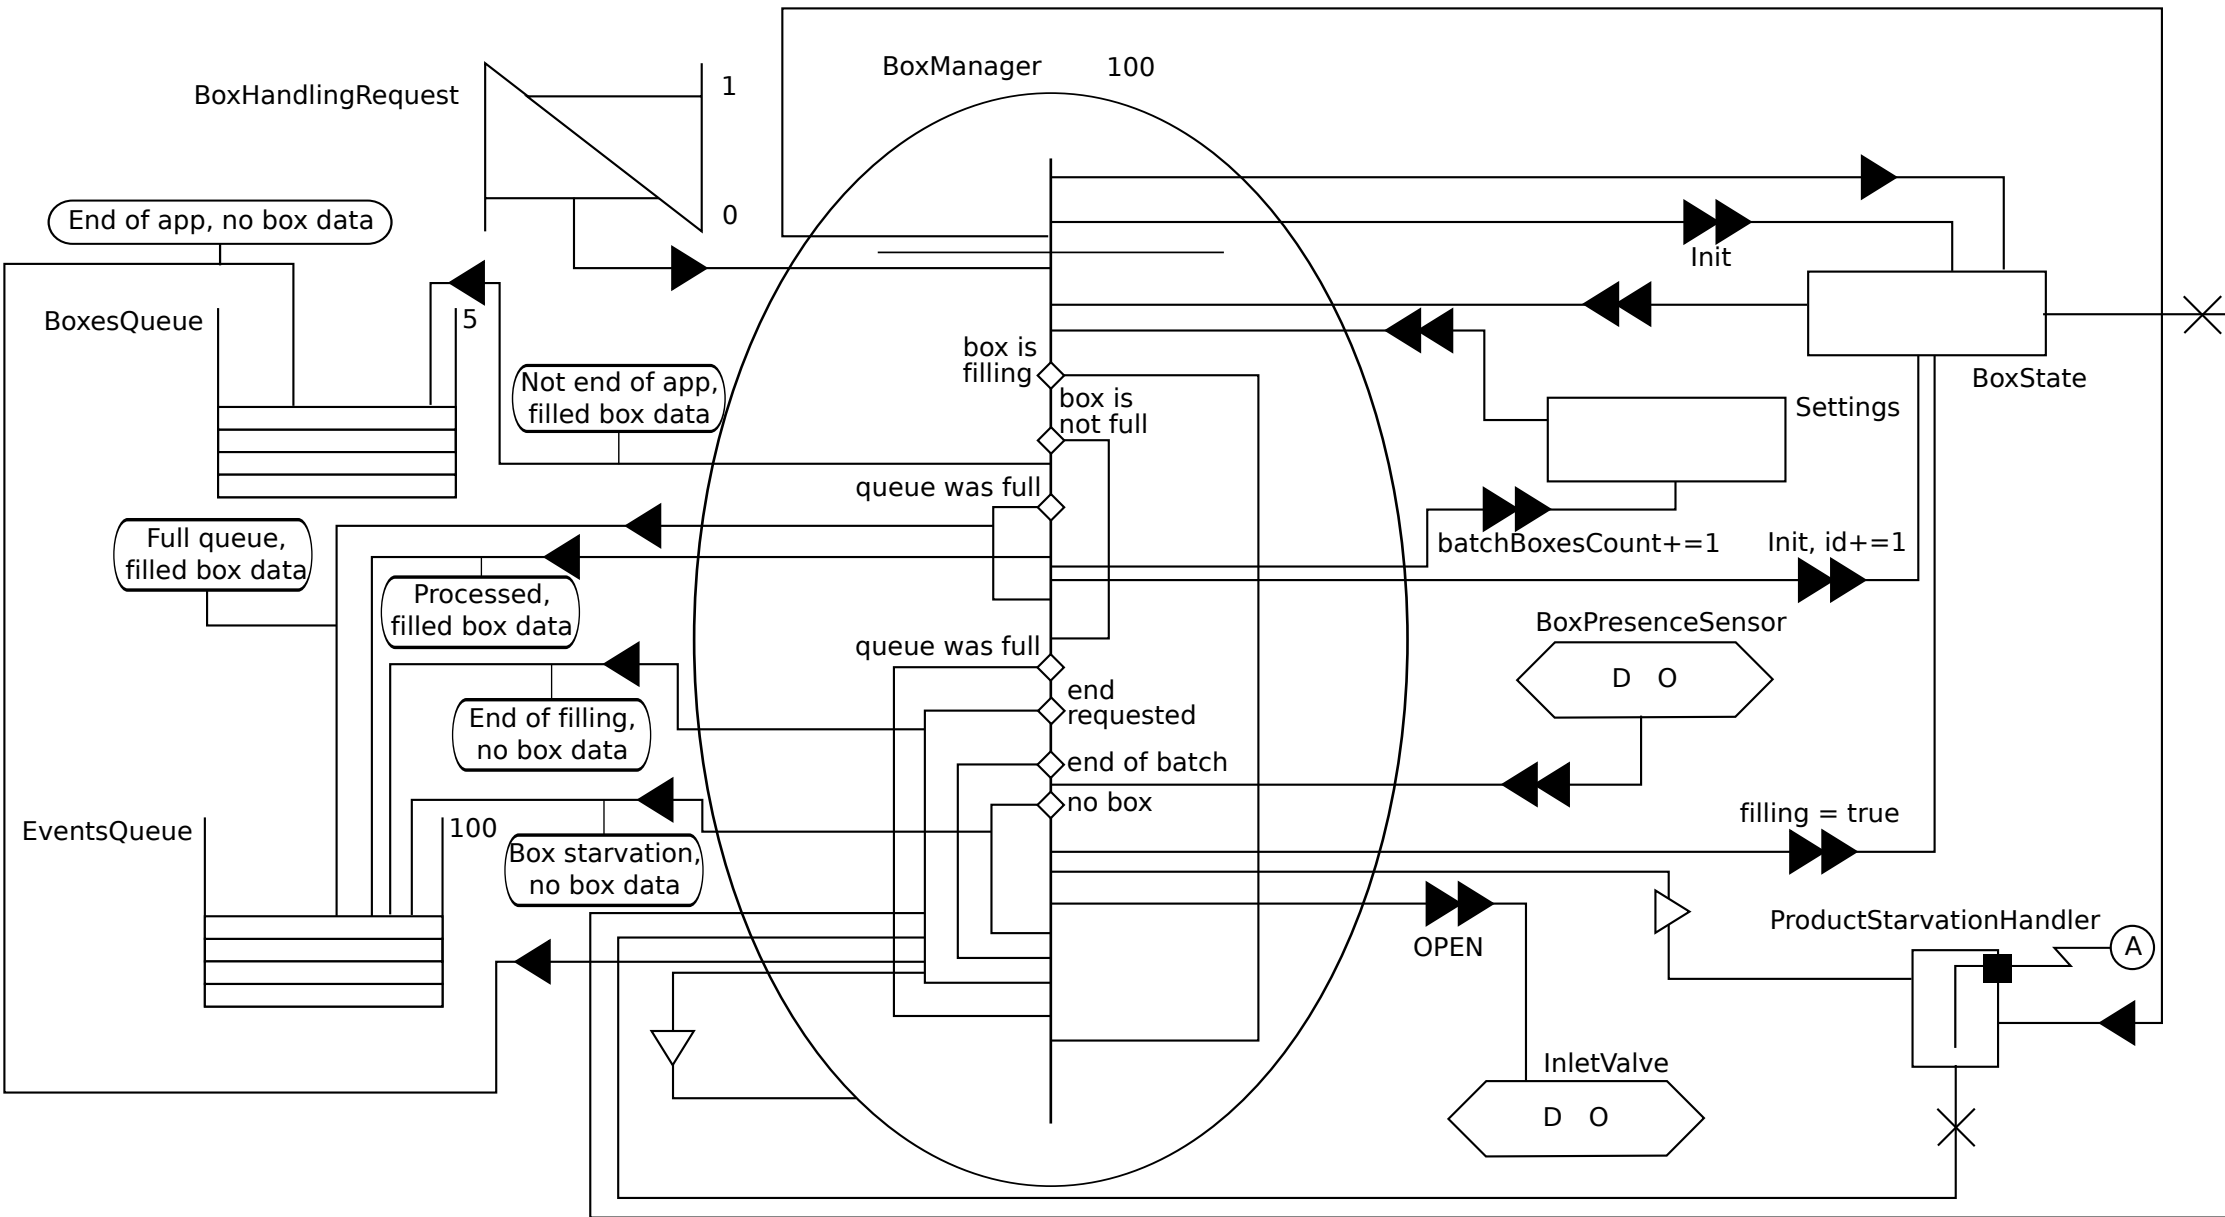 BoxManager 100
BoxHandlingRequest
1
0
End of app, no box data
BoxesQueue
5
Init
box is
filling
BoxState
Not end of app,
filled box data
box is
not full
Settings
queue was full
Full queue,
filled box data
batchBoxesCount+=1
Init, id+=1
Processed,
filled box data
BoxPresenceSensor
D O
queue was full
end
requested
End of filling,
no box data
end of batch
no box
filling = true
EventsQueue
100
Box starvation,
no box data
OPEN
ProductStarvationHandler
A
InletValve
D O